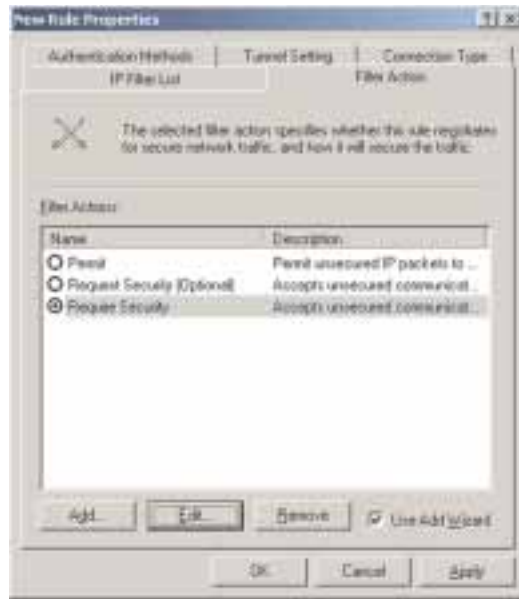 New Rule Properties
Authentication Methods
Tunnel Setting
Connection Type
IP Filter List
Filter Action
The selected filter action specifies whether this rule negotiates
for secure network traffic, and how it will secure the traffic.
Filter Actions:
Name
Description
Permit
Permit unsecured IP packets to ...
Request Security (Optional)
Accepts unsecured communicat...
Require Security
Accepts unsecured communicat...
Add...
Edit...
Remove
Use Add Wizard
OK
Cancel
Apply